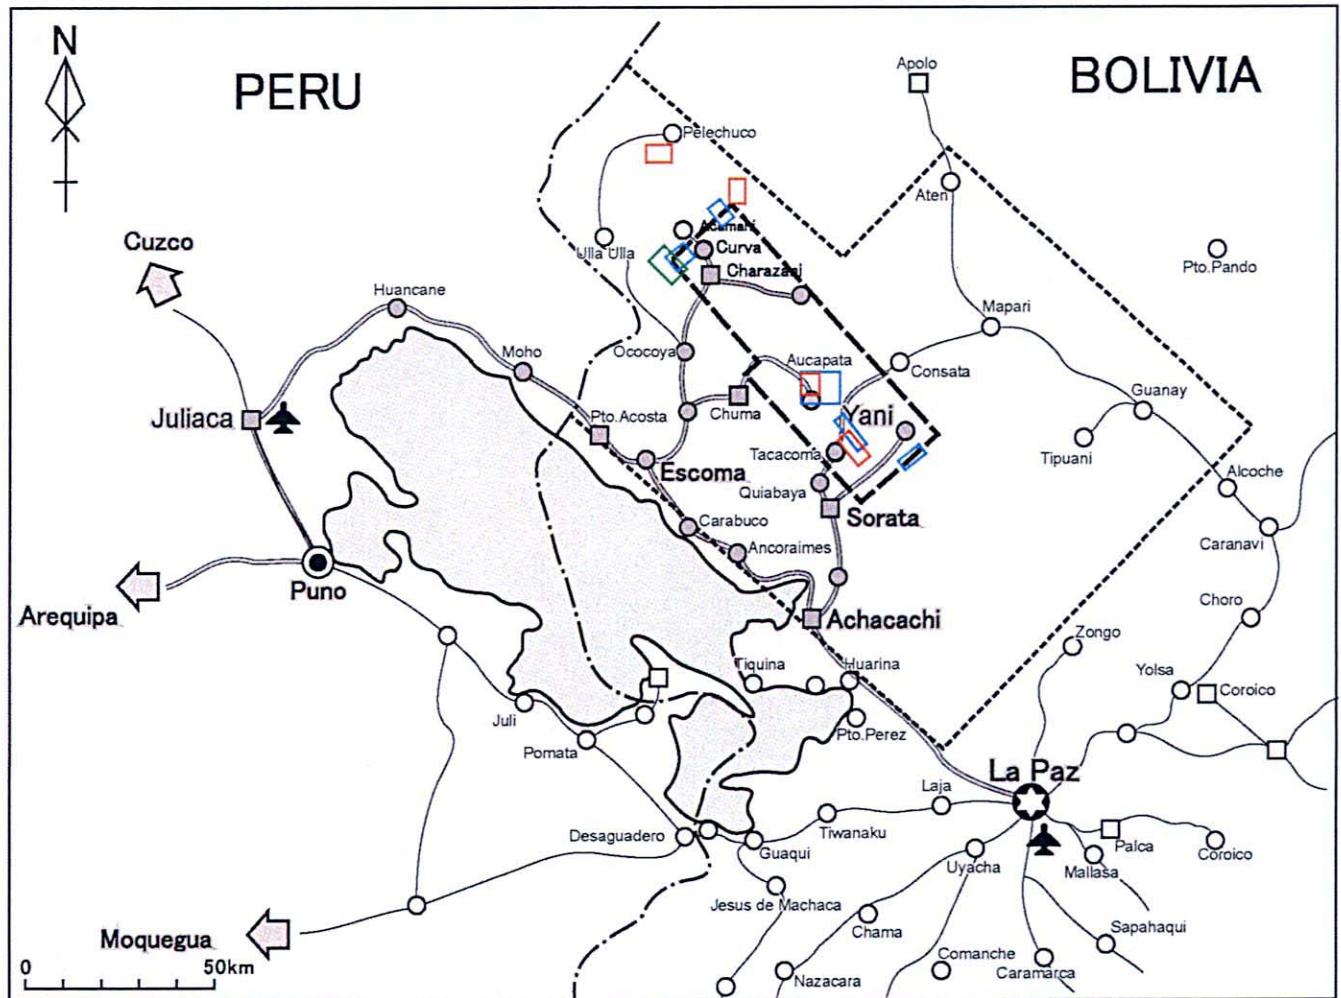 N
PERU
BOLIVIA
Apolo
Pelechuco
Aten
Acamani
Ulla Ulla
Curva
Charazani
Pto.Pando
Cuzco
Huancane
Mapari
Moho
Ococoya
Aucapata
Consata
Guanay
Juliaca
Pto.Acosta
Chuma
Yani
Tipuani
Escoma
Tacacoma
Quiabaya
Alcoche
Carabuco
Sorata
Caranavi
Ancoraimes
Puno
Arequipa
Achacachi
Choro
Zongo
Tiquina
Huarina
Yolsa
Coroico
Juli
Pomata
Pto.Perez
La Paz
Laja
Desaguadero
Tiwanaku
Guaqui
Uyacha
Palca
Mallasa
Coroico
Jesus de Machaca
Chama
Sapahaqui
Moquegua
Comanche
Caramarca
Nazacara
0 50km